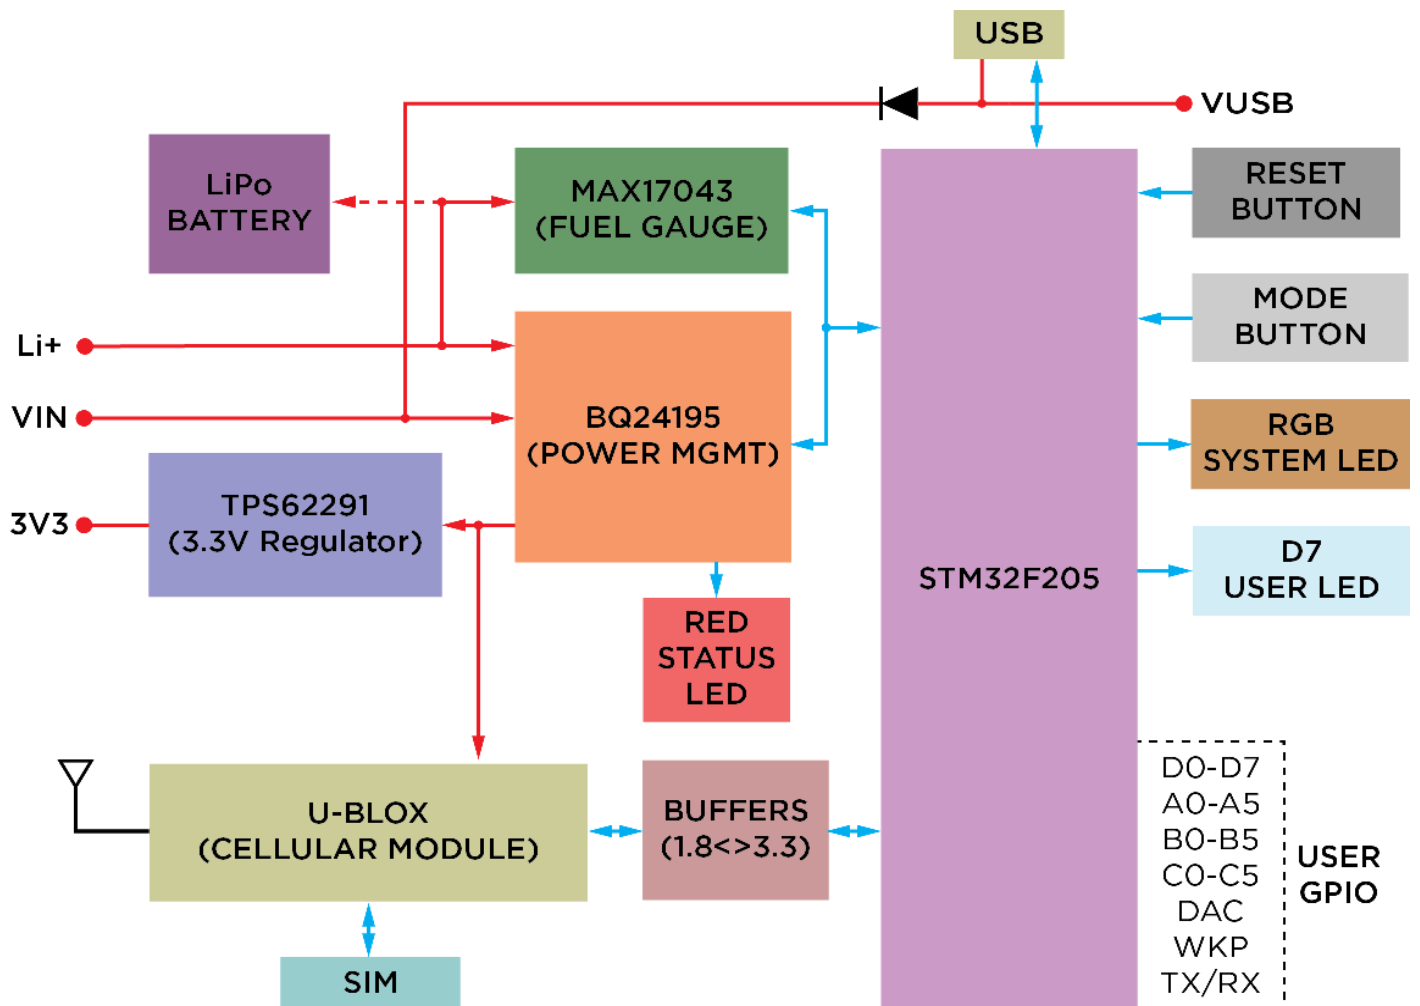 USB
VUSB
LiPo
BATTERY
MAX17043
(FUEL GAUGE)
RESET
BUTTON
MODE
BUTTON
Li+
VIN
BQ24195
(POWER MGMT)
RGB
SYSTEM LED
3V3
TPS62291
(3.3V Regulator)
STM32F205
D7
USER LED
RED
STATUS
LED
U-BLOX
(CELLULAR MODULE)
BUFFERS
(1.8<>3.3)
D0-D7
A0-A5
B0-B5
C0-C5
DAC
WKP
TX/RX
USER
GPIO
SIM